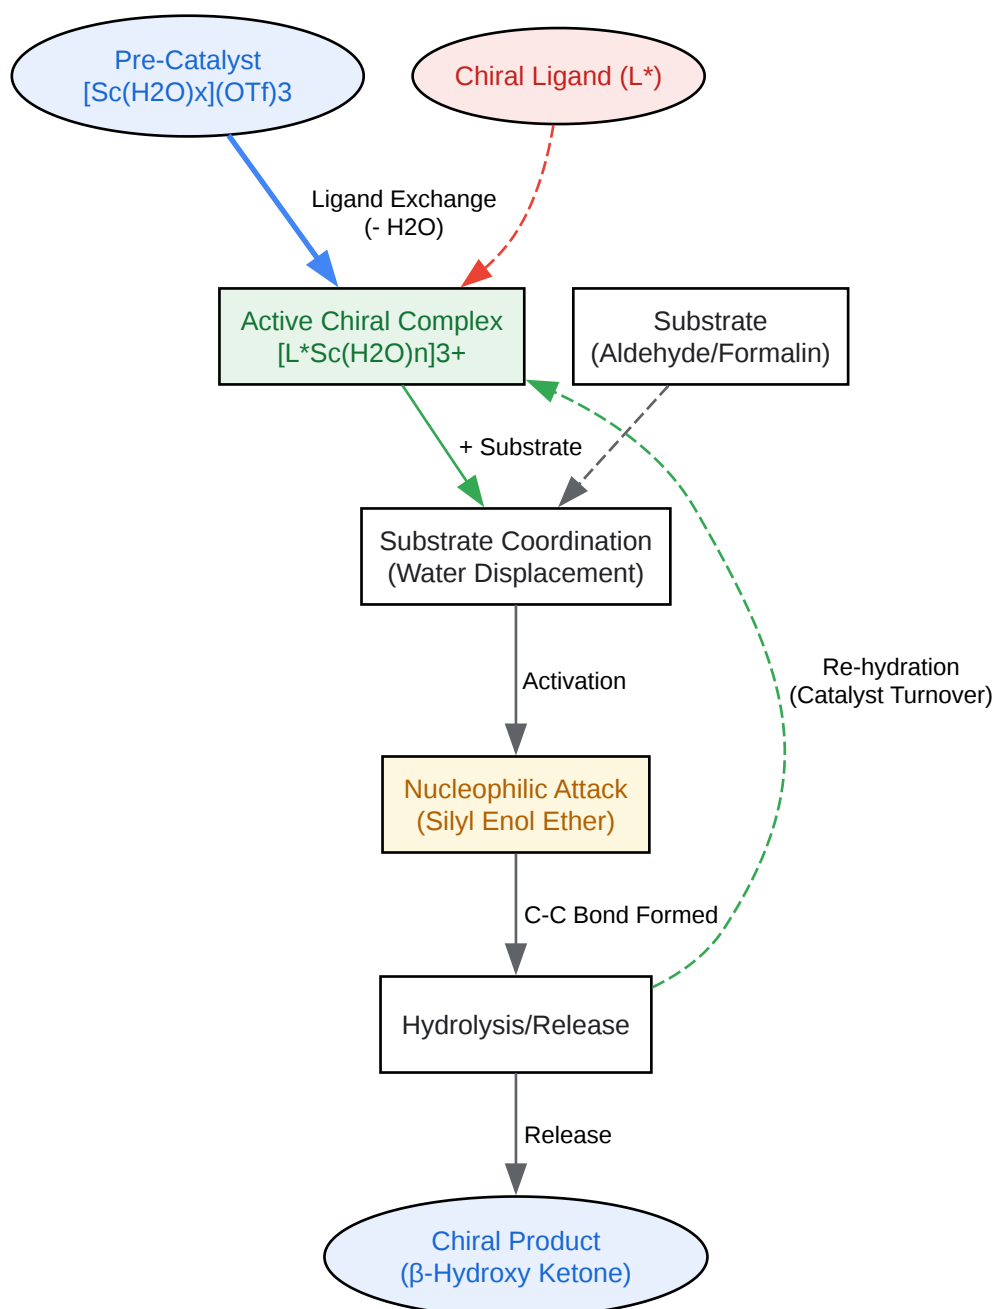 Pre-Catalyst
[Sc(H2O)x](OTf)3
Chiral Ligand (L*)
Ligand Exchange
(- H2O)
Active Chiral Complex
[L*Sc(H2O)n]3+
Substrate
(Aldehyde/Formalin)
+ Substrate
Substrate Coordination
(Water Displacement)
Re-hydration
(Catalyst Turnover)
Activation
Nucleophilic Attack
(Silyl Enol Ether)
C-C Bond Formed
Hydrolysis/Release
Release
Chiral Product
(β-Hydroxy Ketone)